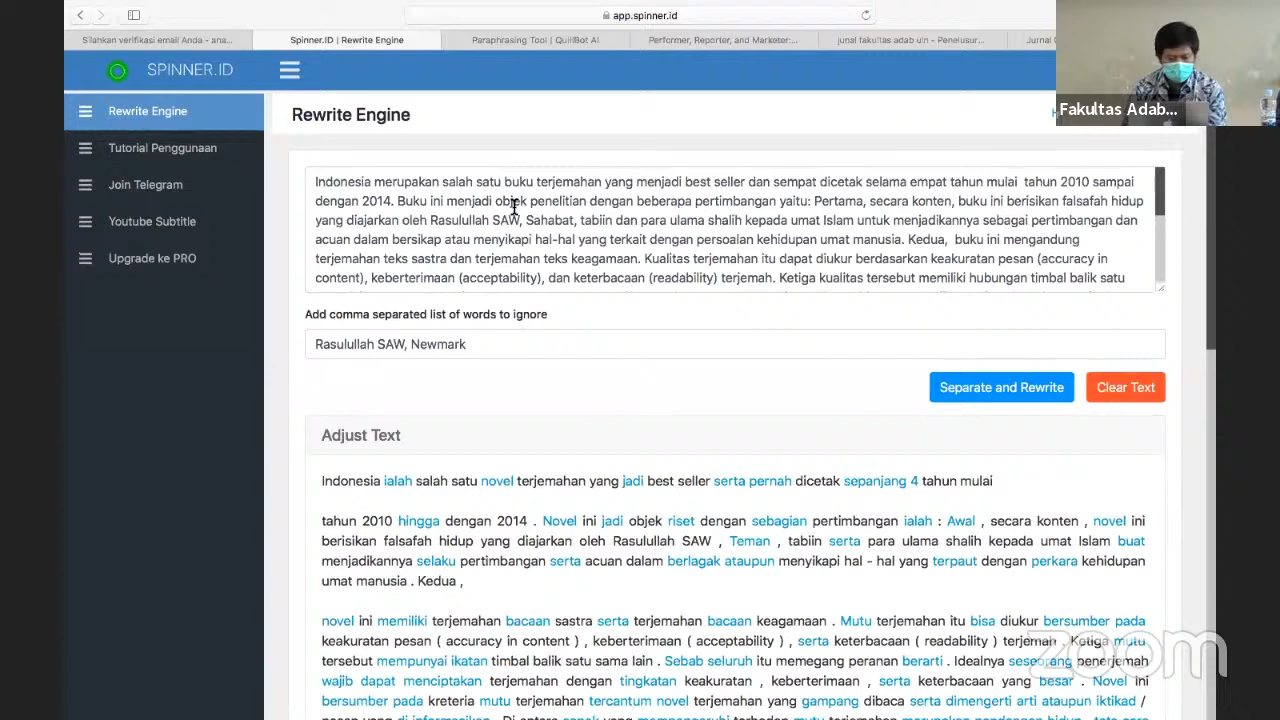 app.spinner.id
Silahkan verifikasi email Anda - ana...
Spinner.ID | Rewrite Engine
Paraphrasing Tool | QuillBot AI
Performer, Reporter, and Marketer:...
junal fakultas adab uin - Penelusur...
Jurnal
SPINNER.ID
Fakultas Adab...
Rewrite Engine
Tutorial Penggunaan
Join Telegram
Youtube Subtitle
Upgrade ke PRO
Rewrite Engine
Indonesia merupakan salah satu buku terjemahan yang menjadi best seller dan sempat dicetak selama empat tahun mulai tahun 2010 sampai
dengan 2014. Buku ini menjadi objek penelitian dengan beberapa pertimbangan yaitu: Pertama, secara konten, buku ini berisikan falsafah hidup
yang diajarkan oleh Rasulullah SAW, Sahabat, tabiin dan para ulama shalih kepada umat Islam untuk menjadikannya sebagai pertimbangan dan
acuan dalam bersikap atau menyikapi hal-hal yang terkait dengan persoalan kehidupan umat manusia. Kedua, buku ini mengandung
terjemahan teks sastra dan terjemahan teks keagamaan. Kualitas terjemahan itu dapat diukur berdasarkan keakuratan pesan (accuracy in
content), keberterimaan (acceptability), dan keterbacaan (readability) terjemah. Ketiga kualitas tersebut memiliki hubungan timbal balik satu
Add comma separated list of words to ignore
Rasulullah SAW, Newmark
Separate and Rewrite
Clear Text
Adjust Text
Indonesia ialah salah satu novel terjemahan yang jadi best seller serta pernah dicetak sepanjang 4 tahun mulai
tahun 2010 hingga dengan 2014 . Novel ini jadi objek riset dengan sebagian pertimbangan ialah : Awal , secara konten , novel ini
berisikan falsafah hidup yang diajarkan oleh Rasulullah SAW , Teman , tabiin serta para ulama shalih kepada umat Islam buat
menjadikannya selaku pertimbangan serta acuan dalam berlagak ataupun menyikapi hal - hal yang terpaut dengan perkara kehidupan
umat manusia . Kedua ,
novel ini memiliki terjemahan bacaan sastra serta terjemahan bacaan keagamaan . Mutu terjemahan itu bisa diukur bersumber pada
keakuratan pesan ( accuracy in content ) , keberterimaan ( acceptability ) , serta keterbacaan ( readability ) terjemah . Ketiga mutu
tersebut mempunyai ikatan timbal balik satu sama lain . Sebab seluruh itu memegang peranan berarti . Idealnya seseorang penerjemah
wajib dapat menciptakan terjemahan dengan tingkatan keakuratan , keberterimaan , serta keterbacaan yang besar . Novel ini
bersumber pada kreteria mutu terjemahan tercantum novel terjemahan yang gampang dibaca serta dimengerti arti ataupun iktikad /
zoom